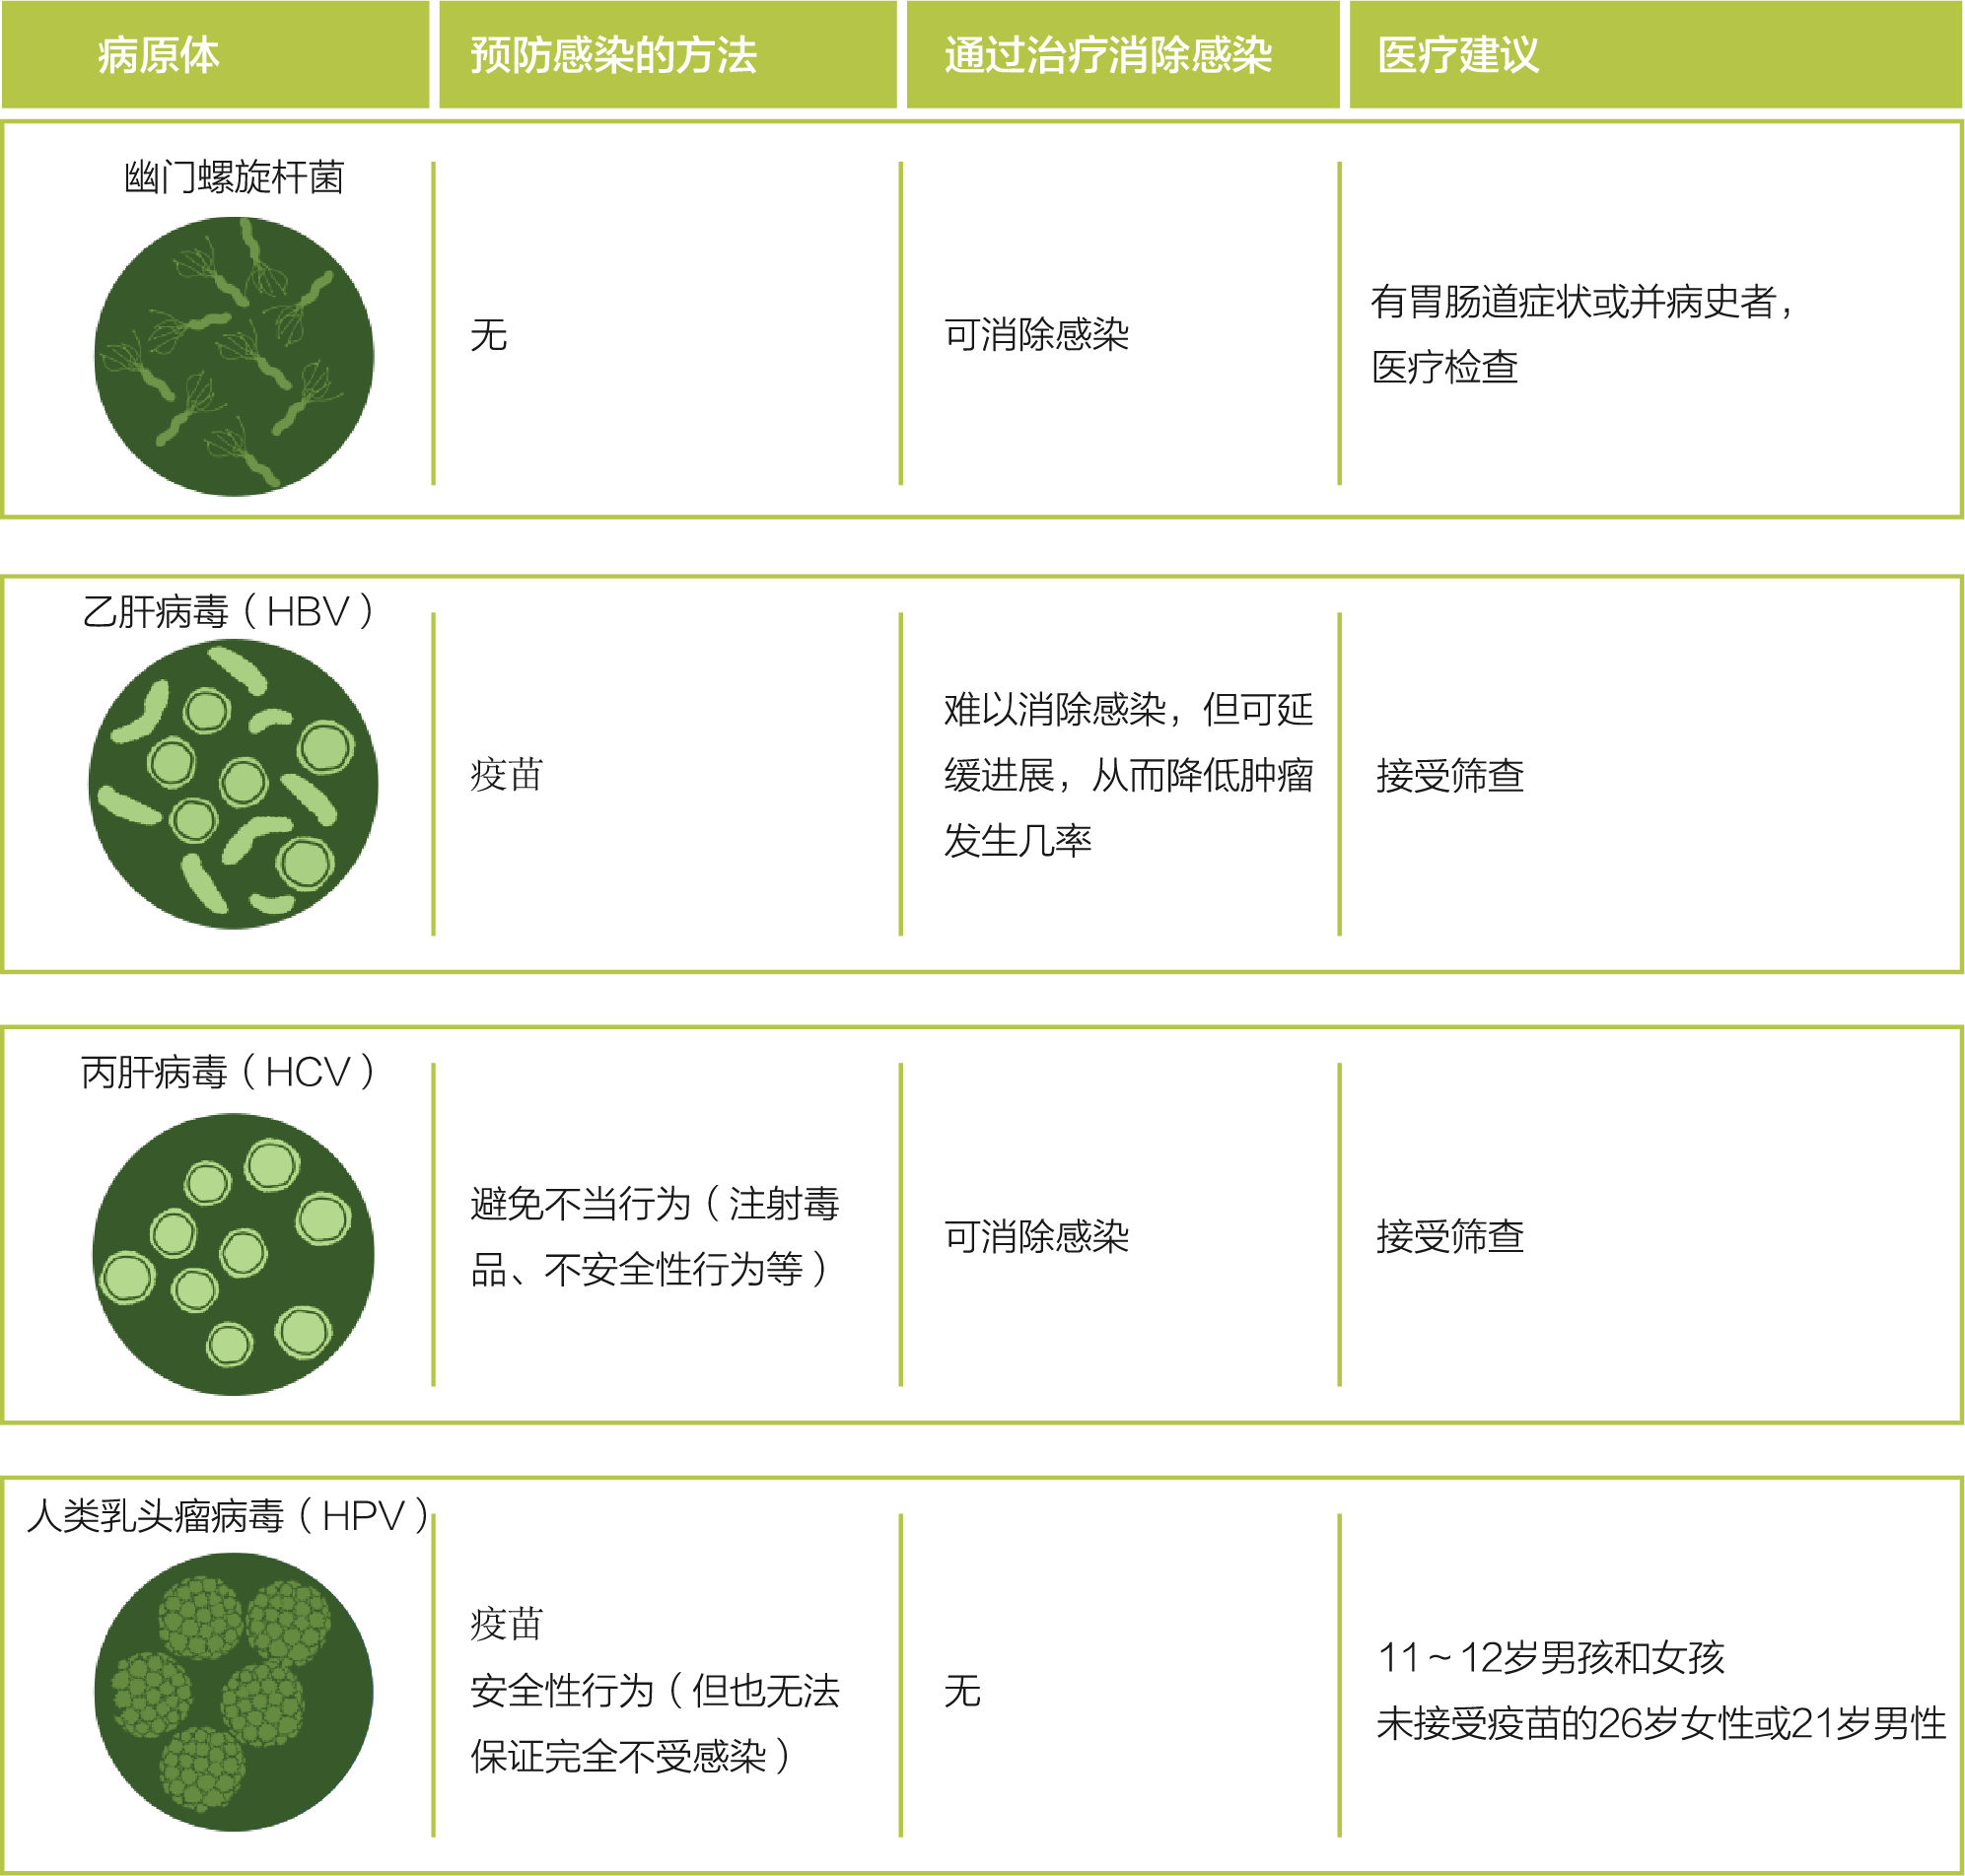 病原体
预防感染的方法
通过治疗消除感染
医疗建议
幽门螺旋杆菌
无
可消除感染
有胃肠道症状或并病史者，
医疗检查
乙肝病毒（HBV）
疫苗
难以消除感染，但可延
缓进展，从而降低肿瘤
发生几率
接受筛查
丙肝病毒（HCV）
避免不当行为（注射毒
品、不安全性行为等）
可消除感染
接受筛查
人类乳头瘤病毒（HPV）
疫苗
安全性行为（但也无法
保证完全不受感染）
无
11～12岁男孩和女孩
未接受疫苗的26岁女性或21岁男性